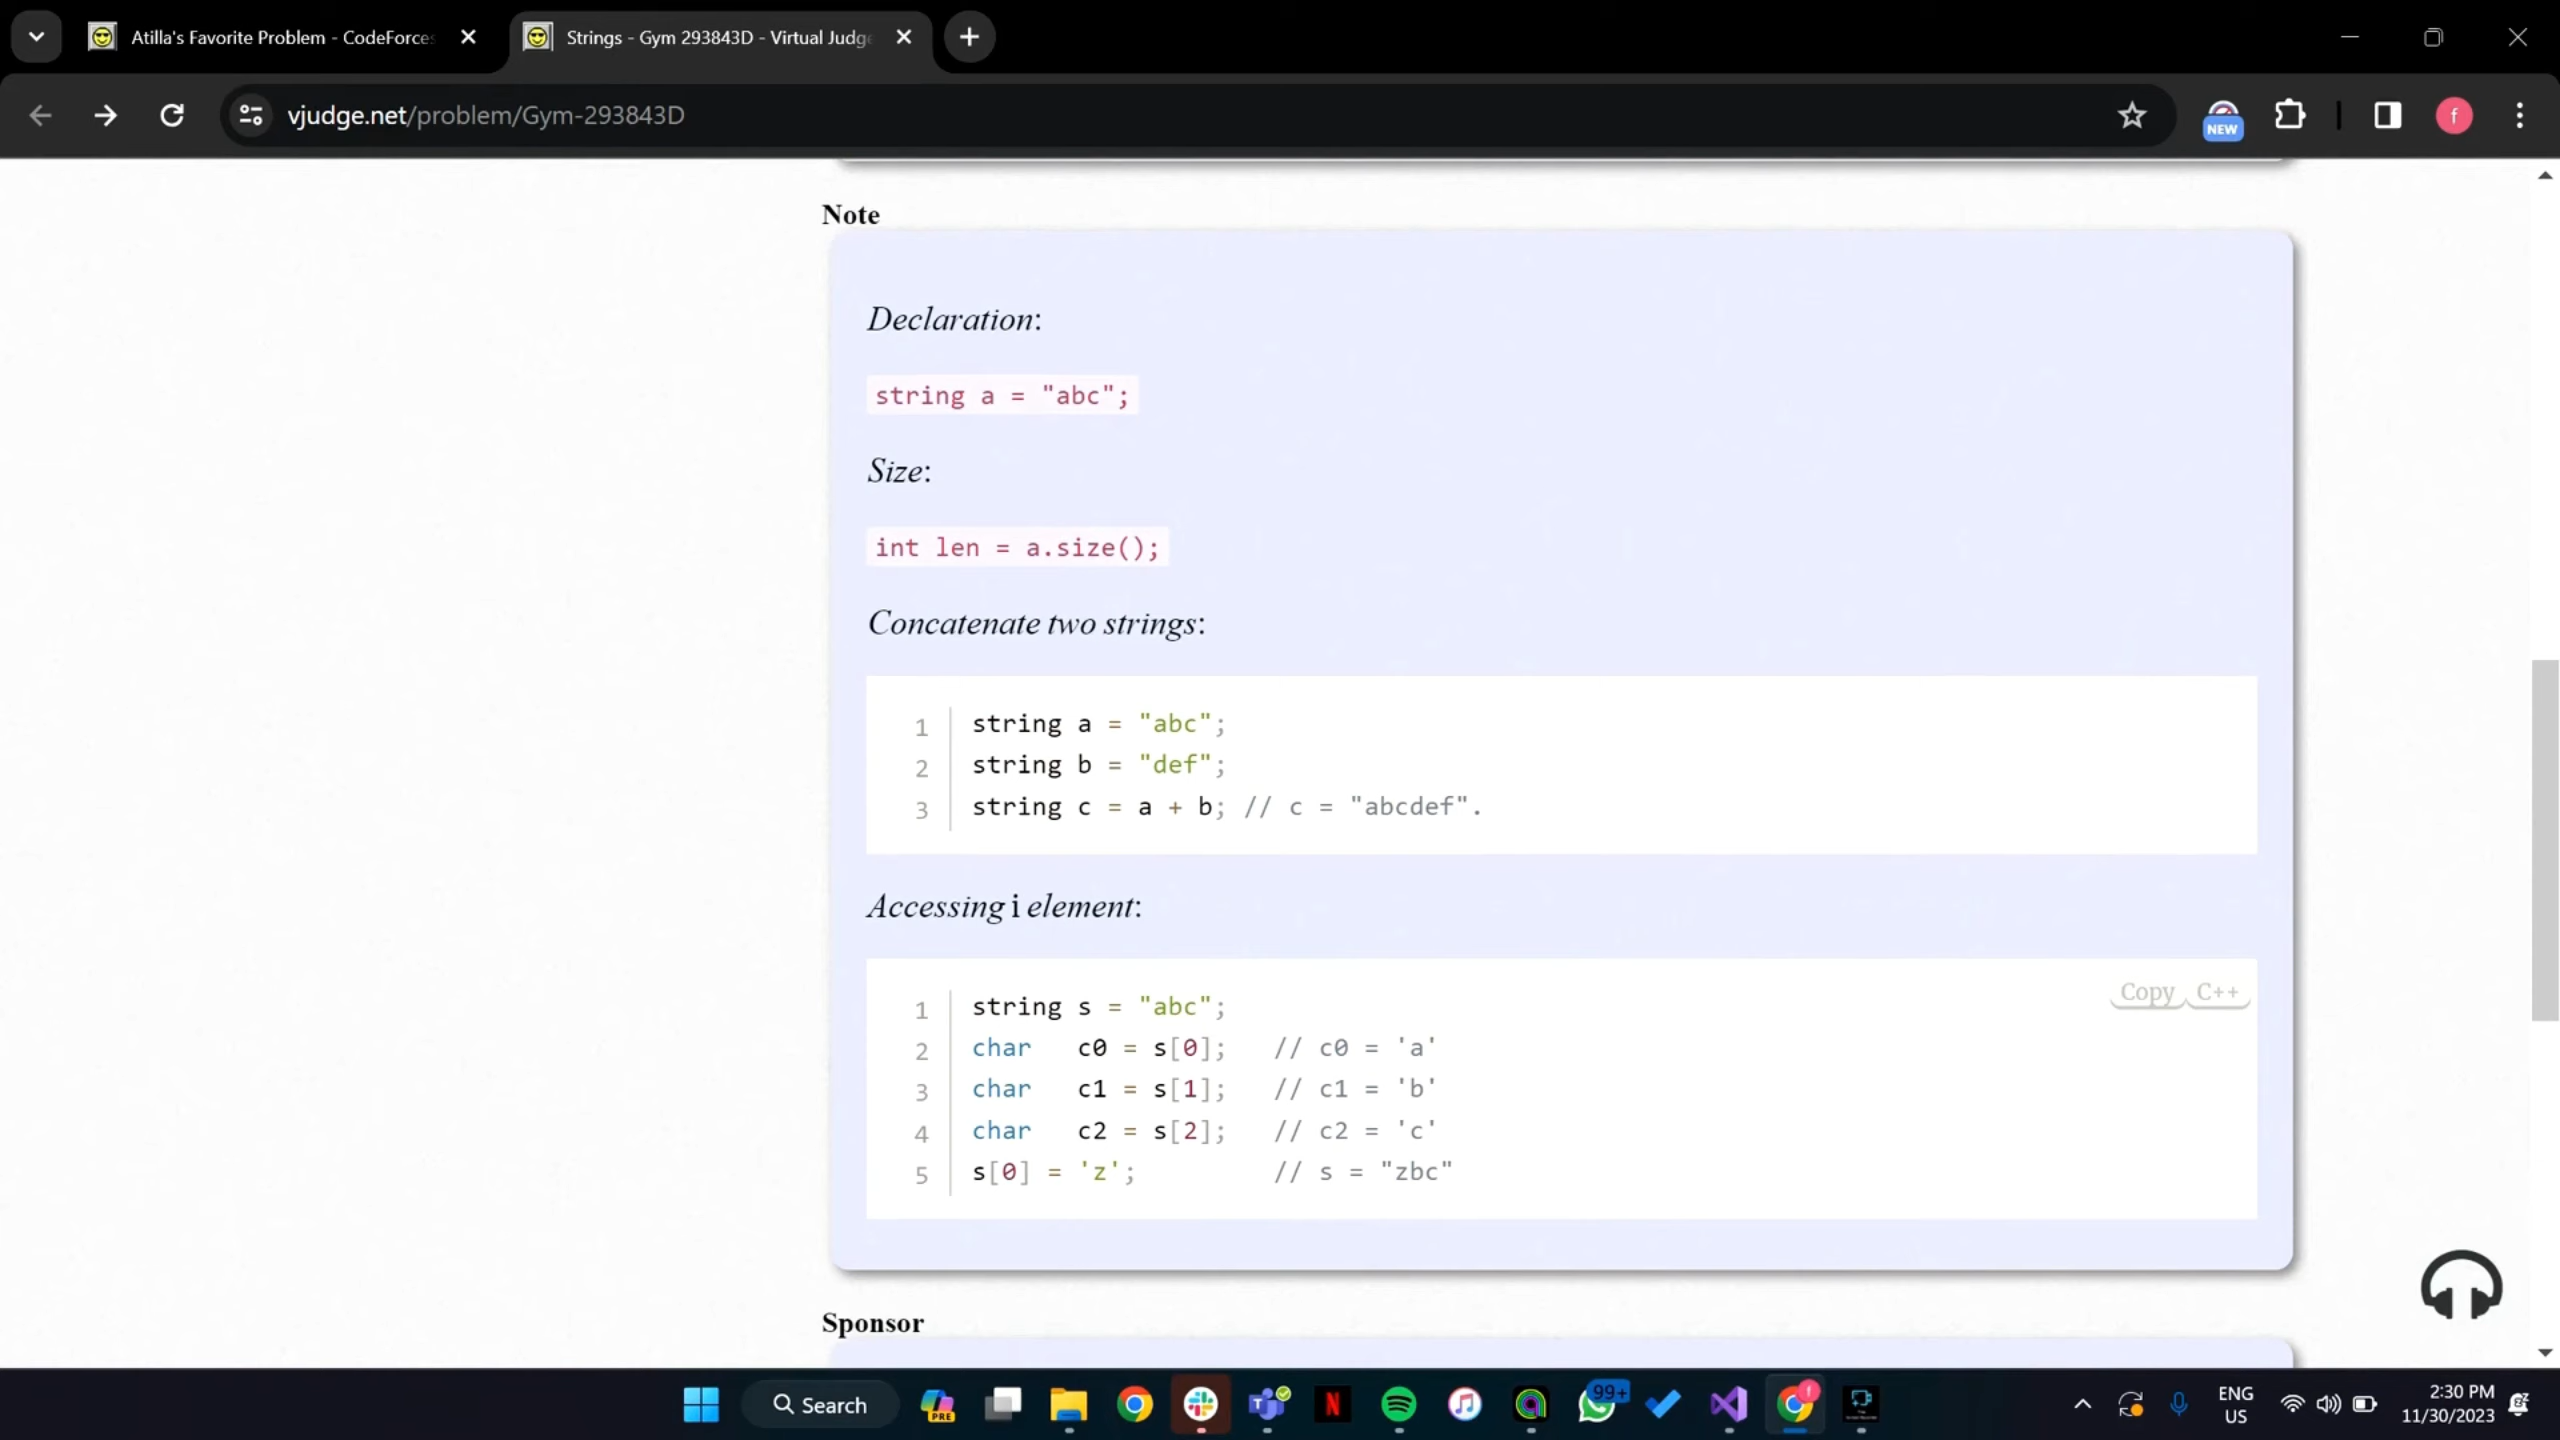 Atilla's Favorite Problem - CodeForces
Strings - Gym 293843D - Virtual Judge
vjudge.net/problem/Gym-293843D
NEW
f
Note
Declaration:
string a = "abc";
Size:
int len = a.size();
Concatenate two strings:
1 string a = "abc";
2 string b = "def";
3 string c = a + b; // c = "abcdef".
Accessing i element:
Copy C++
1 string s = "abc";
2 char c0 = s[0]; // c0 = 'a'
3 char c1 = s[1]; // c1 = 'b'
4 char c2 = s[2]; // c2 = 'c'
5 s[0] = 'z'; // s = "zbc"
Sponsor
Search
PRE
N
99+
f
ENG
US
2:30 PM
11/30/2023